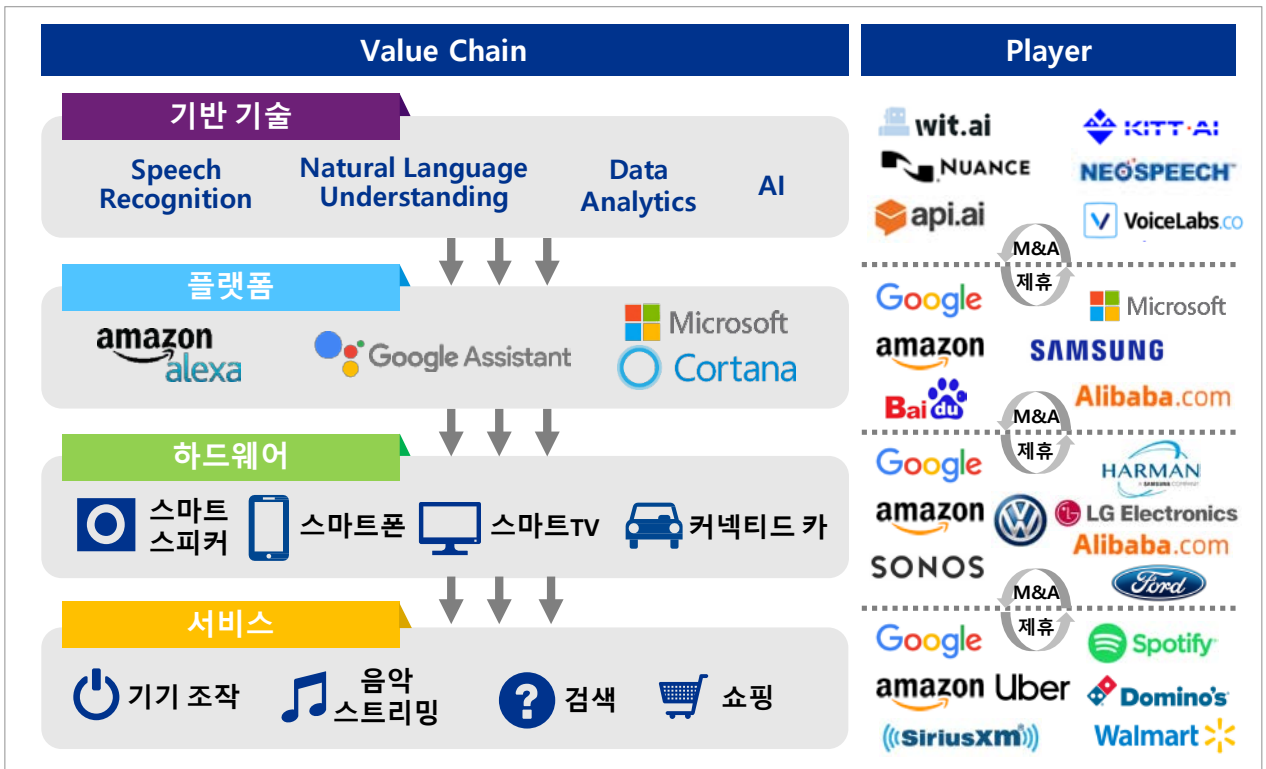 Value Chain
Player
기반 기술
Speech
Recognition
Natural Language
Understanding
Data
Analytics
AI
wit.ai
KITT·AI
NUANCE
NEOSPEECH
api.ai
VoiceLabs.co
M&A
제휴
플랫폼
amazon
alexa
Google Assistant
Microsoft
Cortana
Google
Microsoft
amazon
SAMSUNG
Bai du
Alibaba.com
M&A
제휴
하드웨어
스마트
스피커
스마트폰
스마트TV
커넥티드 카
Google
HARMAN
A SAMSUNG COMPANY
amazon
LG Electronics
Alibaba.com
SONOS
Ford
M&A
제휴
서비스
기기 조작
음악
스트리밍
?
검색
쇼핑
Google
Spotify
amazon
Uber
Domino's
((SiriusXM))
Walmart